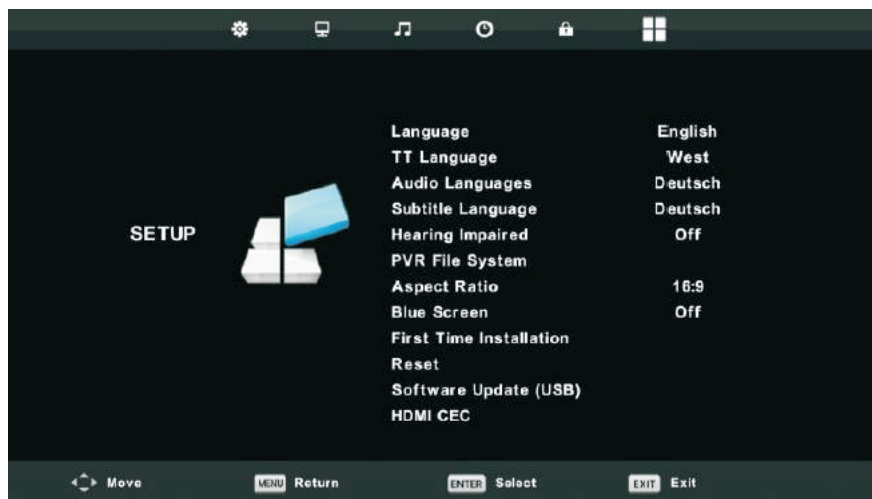 SETUP
Language English
TT Language West
Audio Languages Deutsch
Subtitle Language Deutsch
Hearing Impaired Off
PVR File System
Aspect Ratio 16:9
Blue Screen Off
First Time Installation
Reset
Software Update (USB)
HDMI CEC
Move MENU Return ENTER Select EXIT Exit